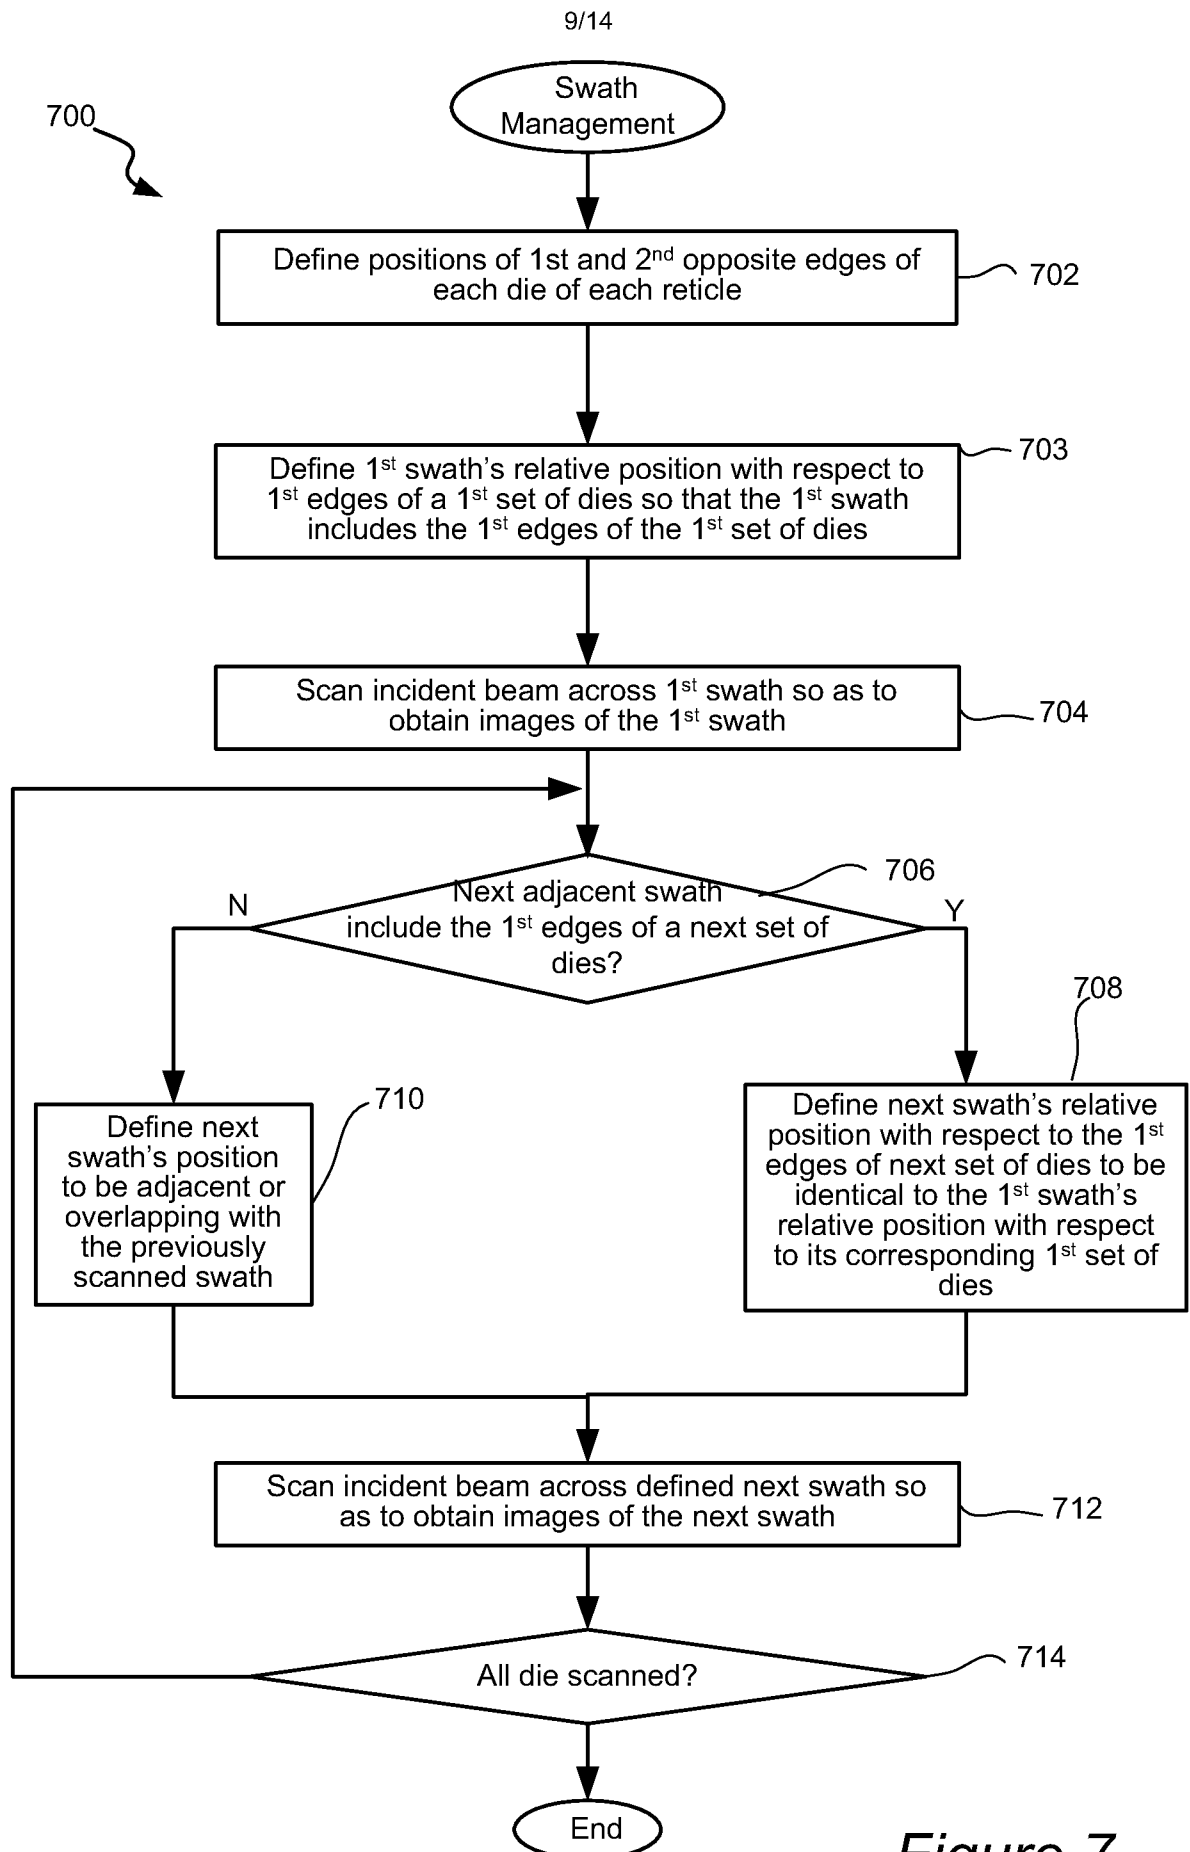 9/14
Swath
Management
700
Define positions of 1st and 2nd opposite edges of
each die of each reticle
702
Define 1st swath's relative position with respect to
1st edges of a 1st set of dies so that the 1st swath
includes the 1st edges of the 1st set of dies
703
Scan incident beam across 1st swath so as to
obtain images of the 1st swath
704
Next adjacent swath
include the 1st edges of a next set of
dies?
706
N
Y
708
710
Define next
swath's position
to be adjacent or
overlapping with
the previously
scanned swath
Define next swath's relative
position with respect to the 1st
edges of next set of dies to be
identical to the 1st swath's
relative position with respect
to its corresponding 1st set of
dies
Scan incident beam across defined next swath so
as to obtain images of the next swath
712
All die scanned?
714
End
Figure 7